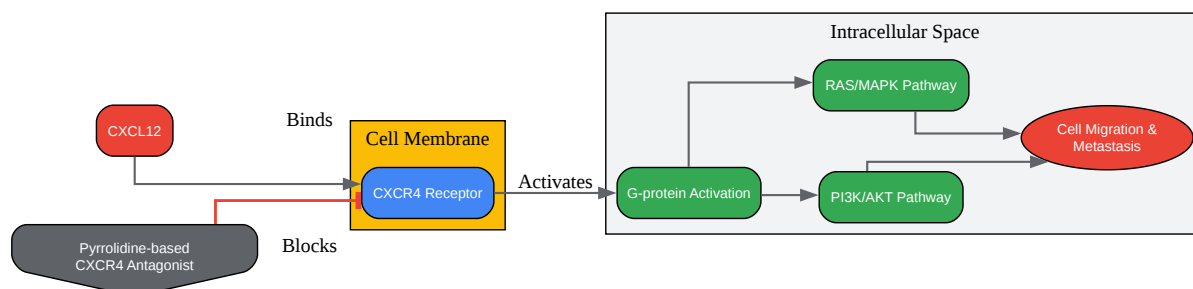 Intracellular Space
RAS/MAPK Pathway
CXCL12
Binds
Cell Membrane
Cell Migration &
Metastasis
CXCR4 Receptor
Activates
G-protein Activation
PI3K/AKT Pathway
Blocks
Pyrrolidine-based
CXCR4 Antagonist